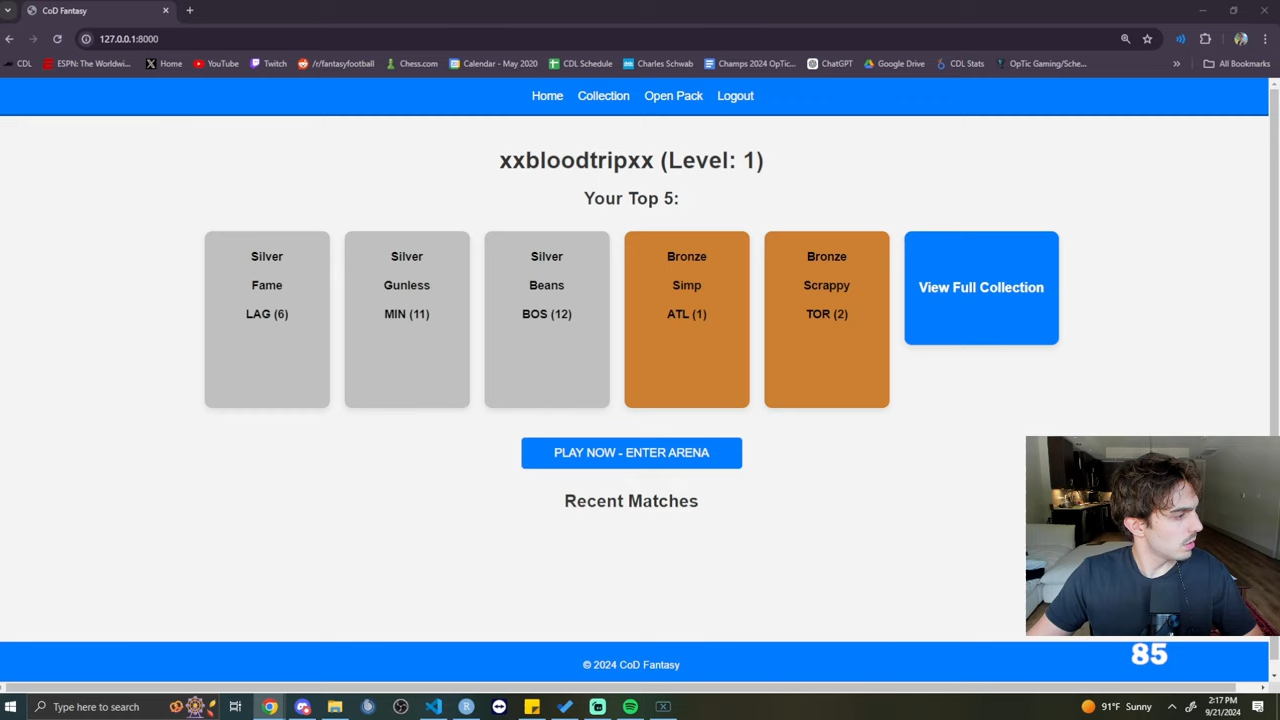 CoD Fantasy
127.0.0.1:8000
CDL
ESPN: The Worldwi...
Home
YouTube
Twitch
/r/fantasyfootball
Chess.com
Calendar - May 2020
CDL Schedule
Charles Schwab
Champs 2024 OpTic...
ChatGPT
Google Drive
CDL Stats
OpTic Gaming/Sche...
All Bookmarks
Home Collection Open Pack Logout
xxbloodtripxx (Level: 1)
Your Top 5:
Silver
Fame
LAG (6)
Silver
Gunless
MIN (11)
Silver
Beans
BOS (12)
Bronze
Simp
ATL (1)
Bronze
Scrappy
TOR (2)
View Full Collection
PLAY NOW - ENTER ARENA
Recent Matches
© 2024 CoD Fantasy
85
Type here to search
91°F Sunny
2:17 PM
9/21/2024